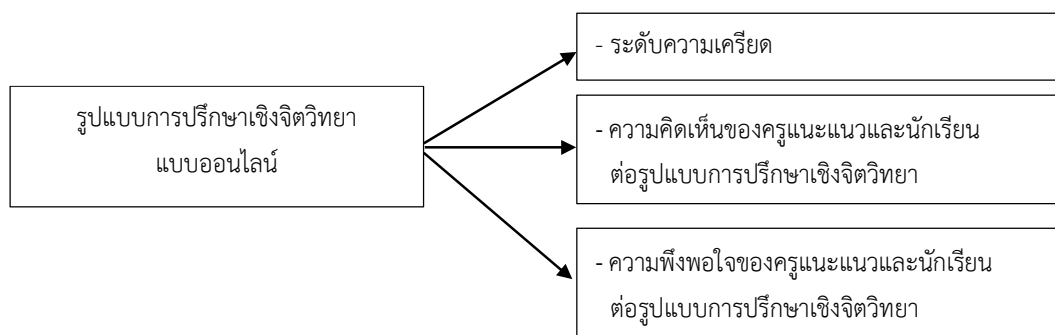 รูปแบบการปรึกษาเชิงจิตวิทยา
แบบออนไลน์
- ระดับความเครียด
- ความคิดเห็นของครูแนะแนวและนักเรียน
ต่อรูปแบบการปรึกษาเชิงจิตวิทยา
- ความพึงพอใจของครูแนะแนวและนักเรียน
ต่อรูปแบบการปรึกษาเชิงจิตวิทยา